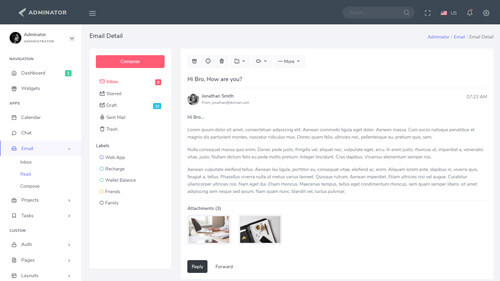 ADMINATOR
Search
US
Adminator
ADMINISTRATOR
Email Detail
Adminator / Email / Email Detail
NAVIGATION
Dashboard
Widgets
APPS
Calendar
Chat
Email
Inbox
Read
Compose
Projects
Tasks
CUSTOM
Auth
Pages
Layouts
Compose
Inbox
Starred
Draft
Sent Mail
Trash
Labels
Web App
Recharge
Wallet Balance
Friends
Family
More
Hi Bro, How are you?
Jonathan Smith
From: jonathan@domain.com
07:23 AM
Hi Bro...
Lorem ipsum dolor sit amet, consectetuer adipiscing elit. Aenean commodo ligula eget dolor. Aenean massa. Cum sociis natoque penatibus et
magnis dis parturient montes, nascetur ridiculus mus. Donec quam felis, ultricies nec, pellentesque eu, pretium quis, sem.
Nulla consequat massa quis enim. Donec pede justo, fringilla vel, aliquet nec, vulputate eget, arcu. In enim justo, rhoncus ut, imperdiet a, venenatis
vitae, justo. Nullam dictum felis eu pede mollis pretium. Integer tincidunt. Cras dapibus. Vivamus elementum semper nisi.
Aenean vulputate eleifend tellus. Aenean leo ligula, porttitor eu, consequat vitae, eleifend ac, enim. Aliquam lorem ante, dapibus in, viverra quis,
feugiat a, tellus. Phasellus viverra nulla ut metus varius laoreet. Quisque rutrum. Aenean imperdiet. Etiam ultricies nisi vel augue. Curabitur
ullamcorper ultricies nisi. Nam eget dui. Etiam rhoncus. Maecenas tempus, tellus eget condimentum rhoncus, sem quam semper libero, sit amet
adipiscing sem neque sed ipsum. Nam quam nunc, blandit vel, luctus pulvinar,
Attachments (3)
Reply
Forward